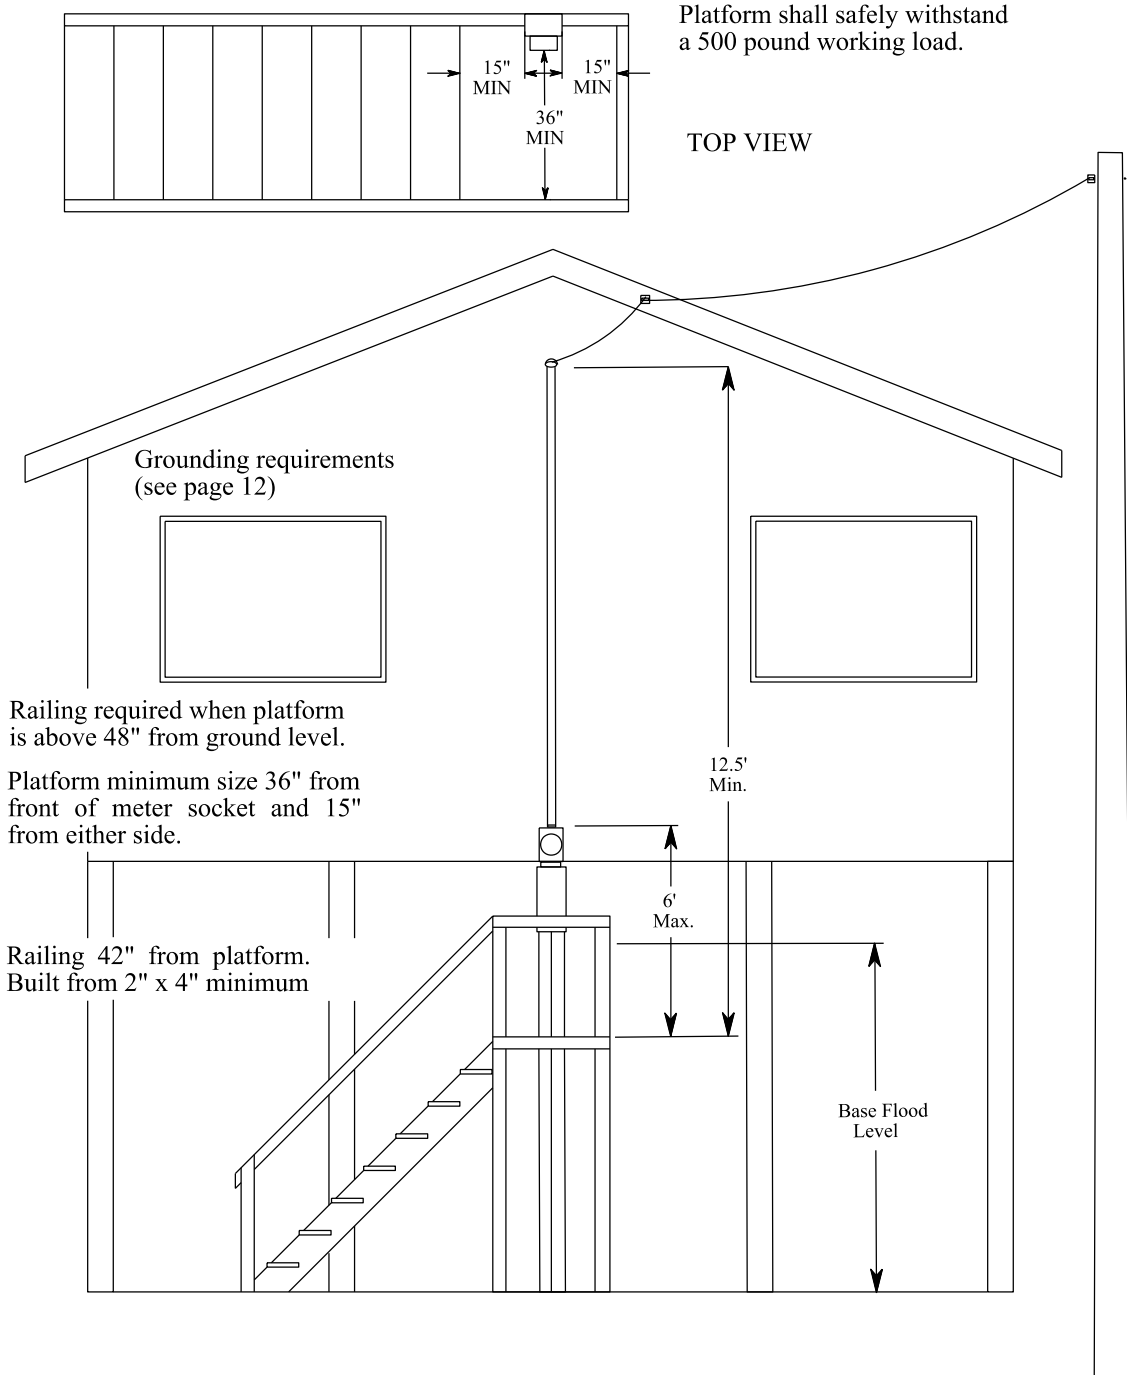 Platform shall safely withstand
a 500 pound working load.
15"
MIN
15"
MIN
36"
MIN
TOP VIEW
Grounding requirements
(see page 12)
Railing required when platform
is above 48" from ground level.
Platform minimum size 36" from
front of meter socket and 15"
from either side.
12.5'
Min.
6'
Max.
Railing 42" from platform.
Built from 2" x 4" minimum
Base Flood
Level